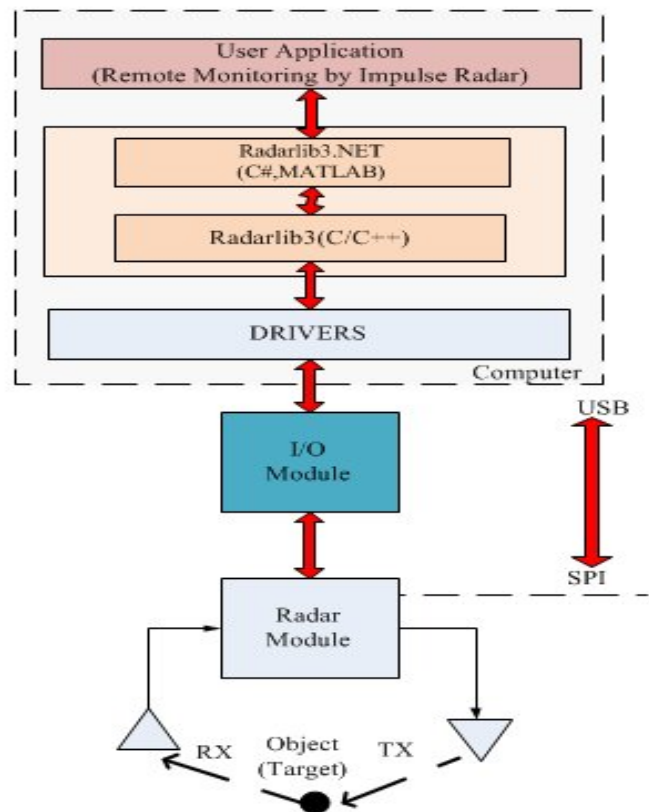 User Application
(Remote Monitoring by Impulse Radar)
Radarlib3.NET
(C#,MATLAB)
Radarlib3(C/C++)
DRIVERS
Computer
USB
I/O
Module
SPI
Radar
Module
RX
Object
(Target)
TX